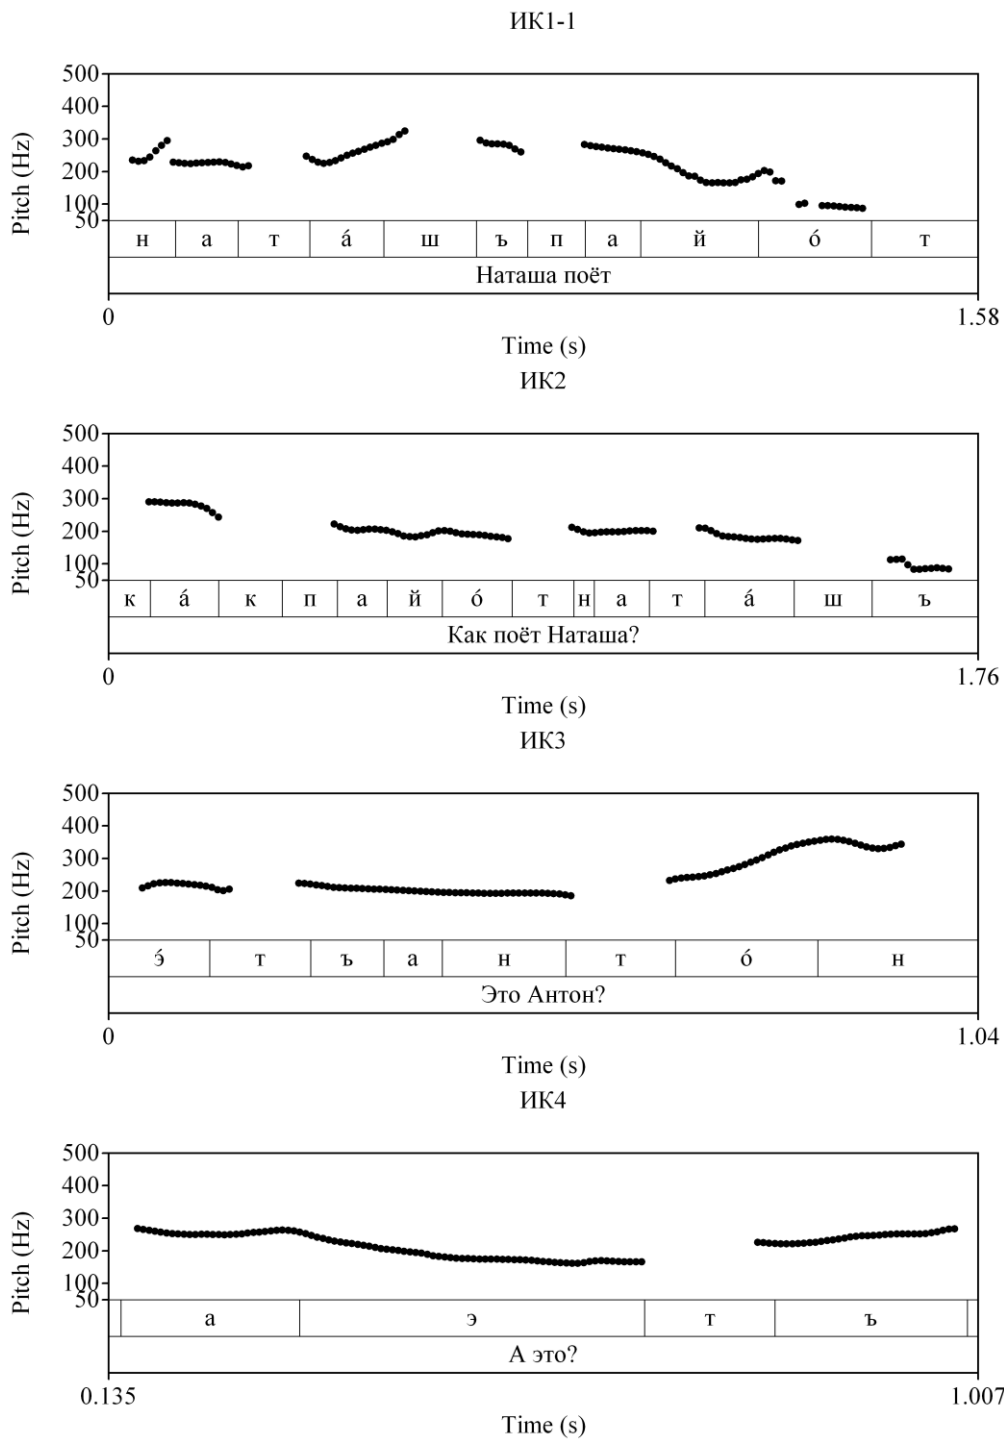 ИК1-1
500
400
300
200
100
50
Pitch (Hz)
н а т а́ ш ъ п а й о́ т
Наташа поёт
0 1.58
Time (s)
ИК2
500
400
300
200
100
50
Pitch (Hz)
к а́ к п а й о́ т н а т а́ ш ъ
Как поёт Наташа?
0 1.76
Time (s)
ИК3
500
400
300
200
100
50
Pitch (Hz)
э́ т ъ а н т о́ н
Это Антон?
0 1.04
Time (s)
ИК4
500
400
300
200
100
50
Pitch (Hz)
а э т ъ
А это?
0.135 1.007
Time (s)